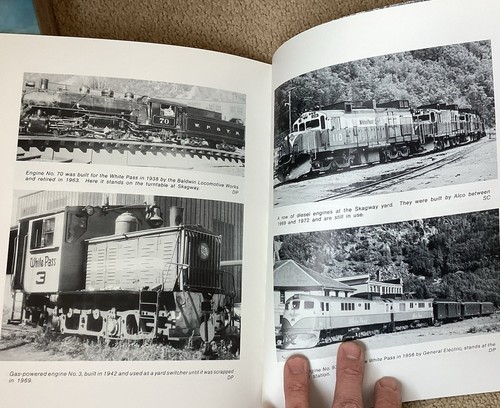 70
W P & Y R
Engine No. 70 was built for the White Pass in 1938 by the Baldwin Locomotive Works
and retired in 1963. Here it stands on the turntable at Skagway.
DP
White Pass
3
Gas-powered engine No. 3, built in 1942 and used as a yard switcher until it was scrapped
in 1969.
DP
A row of diesel engines at the Skagway yard. They were built by Alco between
1969 and 1972 and are still in use.
SC
Engine No. White Pass in 1956 by General Electric, stands at the
Station.
DP